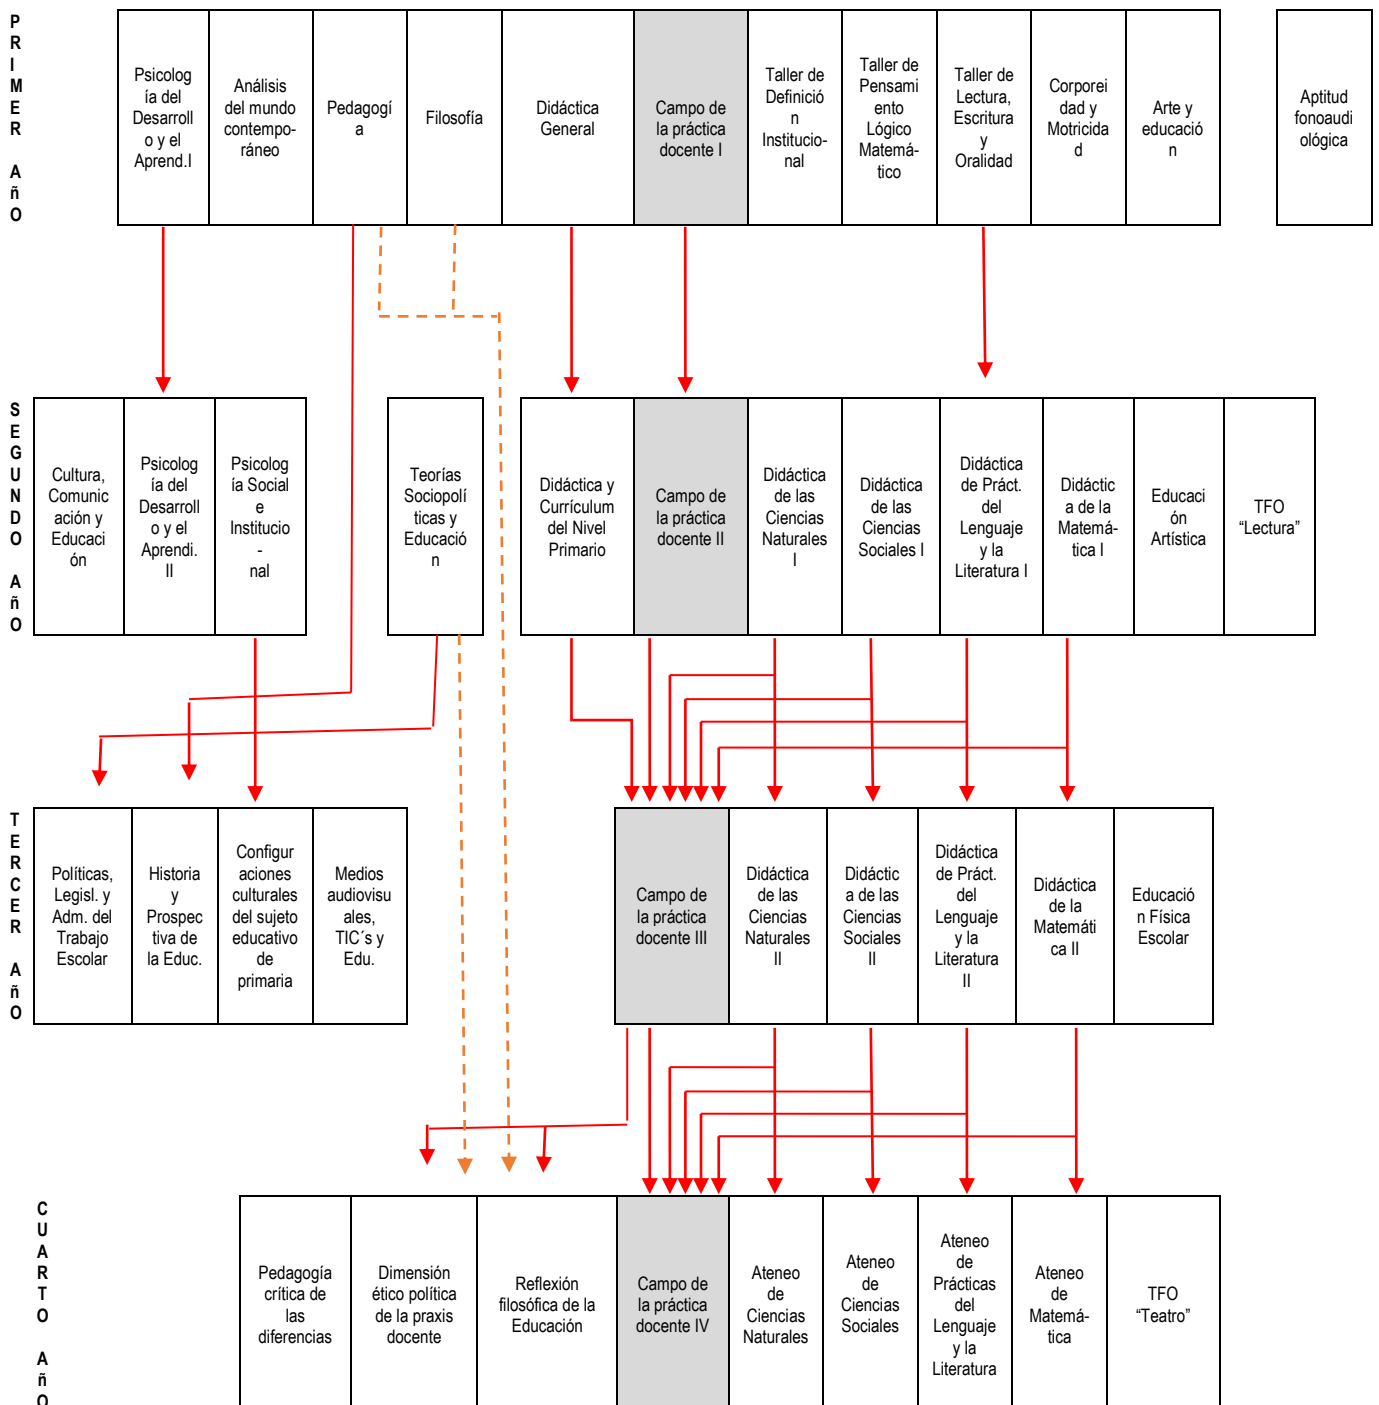 PRIMER AñO
Psicolog
ía del
Desarroll
o y el
Aprend.I
Análisis
del mundo
contempo-
ráneo
Pedagogí
a
Filosofía
Didáctica
General
Campo de
la práctica
docente I
Taller de
Definició
n
Institucio-
nal
Taller de
Pensami
ento
Lógico
Matemá-
tico
Taller de
Lectura,
Escritura
y
Oralidad
Corporei
dad y
Motricida
d
Arte y
educació
n
Aptitud
fonoaudi
ológica
SEGUNDO AñO
Cultura,
Comunic
ación y
Educaci
ón
Psicolog
ía del
Desarroll
o y el
Aprendi.
II
Psicolog
ía Social
e
Institucio
-
nal
Teorías
Sociopolí
ticas y
Educació
n
Didáctica y
Currículum
del Nivel
Primario
Campo de
la práctica
docente II
Didáctica
de las
Ciencias
Naturales
I
Didáctica
de las
Ciencias
Sociales I
Didáctica
de Práct.
del
Lenguaje
y la
Literatura I
Didáctic
a de la
Matemá-
tica I
Educaci
ón
Artística
TFO
“Lectura”
TERCER AñO
Políticas,
Legisl. y
Adm. del
Trabajo
Escolar
Historia
y
Prospec
tiva de
la Educ.
Configur
aciones
culturales
del sujeto
educativo
de
primaria
Medios
audiovisu
ales,
TIC´s y
Edu.
Campo de
la práctica
docente III
Didáctica
de las
Ciencias
Naturales
II
Didáctic
a de las
Ciencias
Sociales
II
Didáctica
de Práct.
del
Lenguaje
y la
Literatura
II
Didáctica
de la
Matemáti
ca II
Educació
n Física
Escolar
CUARTO AñO
Pedagogía
crítica de
las
diferencias
Dimensión
ético política
de la praxis
docente
Reflexión
filosófica de la
Educación
Campo de
la práctica
docente IV
Ateneo
de
Ciencias
Naturales
Ateneo
de
Ciencias
Sociales
Ateneo
de
Prácticas
del
Lenguaje
y la
Literatura
Ateneo
de
Matemá-
tica
TFO
“Teatro”